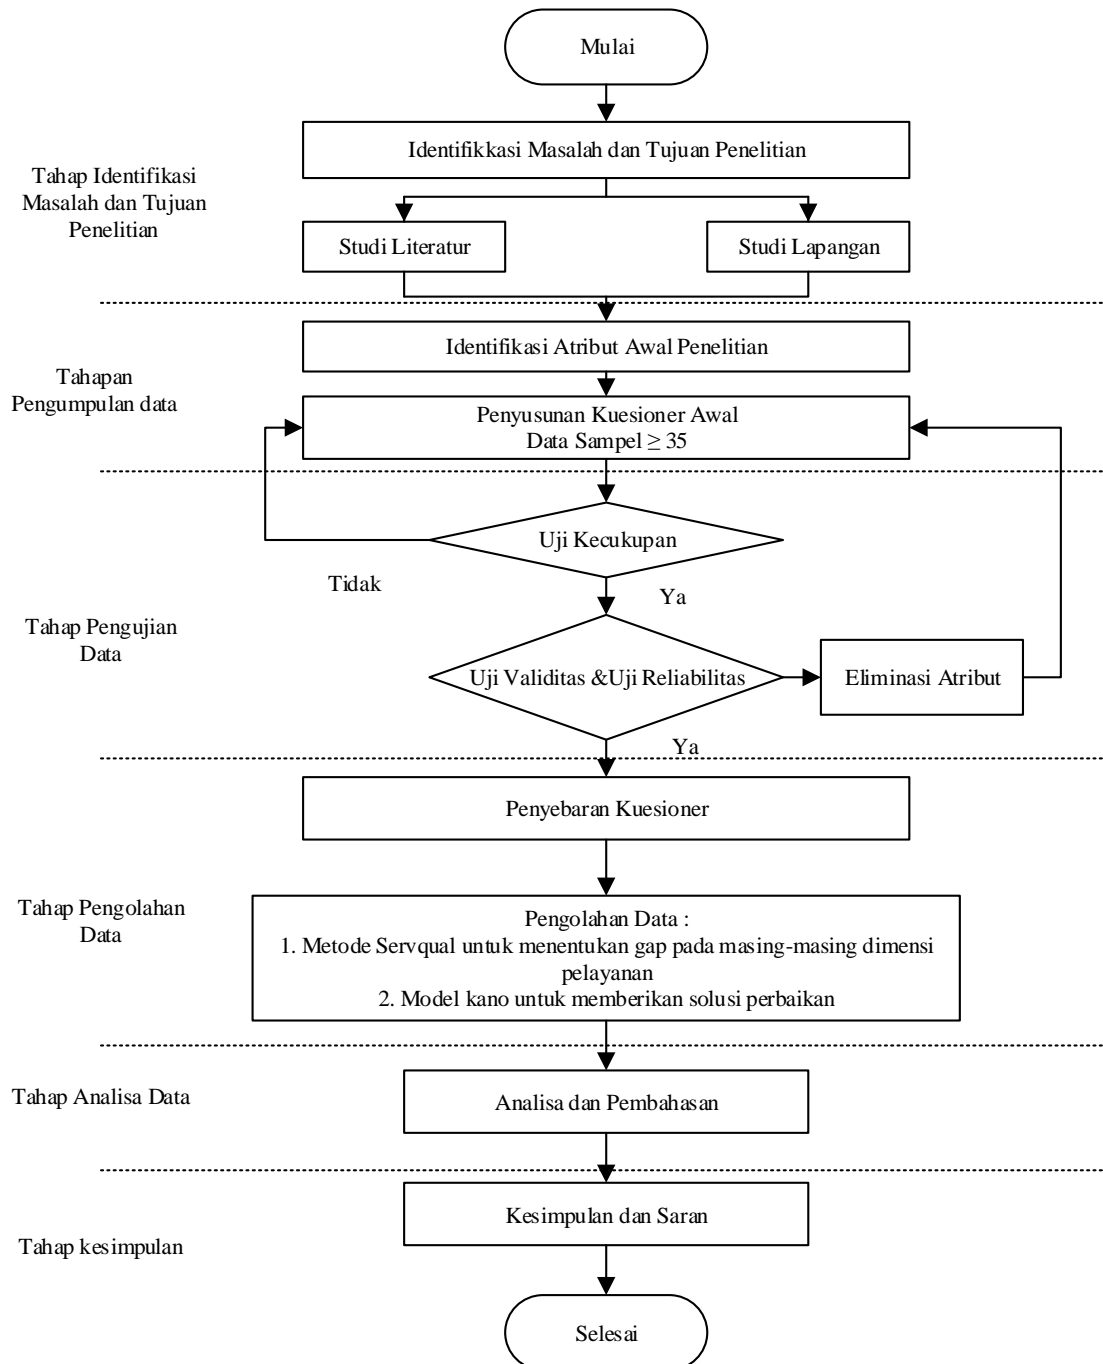 Mulai
Identifikkasi Masalah dan Tujuan Penelitian
Tahap Identifikasi
Masalah dan Tujuan
Penelitian
Studi Literatur
Studi Lapangan
Identifikasi Atribut Awal Penelitian
Tahapan
Pengumpulan data
Penyusunan Kuesioner Awal
Data Sampel ≥ 35
Uji Kecukupan
Tidak
Ya
Tahap Pengujian
Data
Uji Validitas &Uji Reliabilitas
Eliminasi Atribut
Ya
Penyebaran Kuesioner
Tahap Pengolahan
Data
Pengolahan Data :
1. Metode Servqual untuk menentukan gap pada masing-masing dimensi
pelayanan
2. Model kano untuk memberikan solusi perbaikan
Tahap Analisa Data
Analisa dan Pembahasan
Kesimpulan dan Saran
Tahap kesimpulan
Selesai